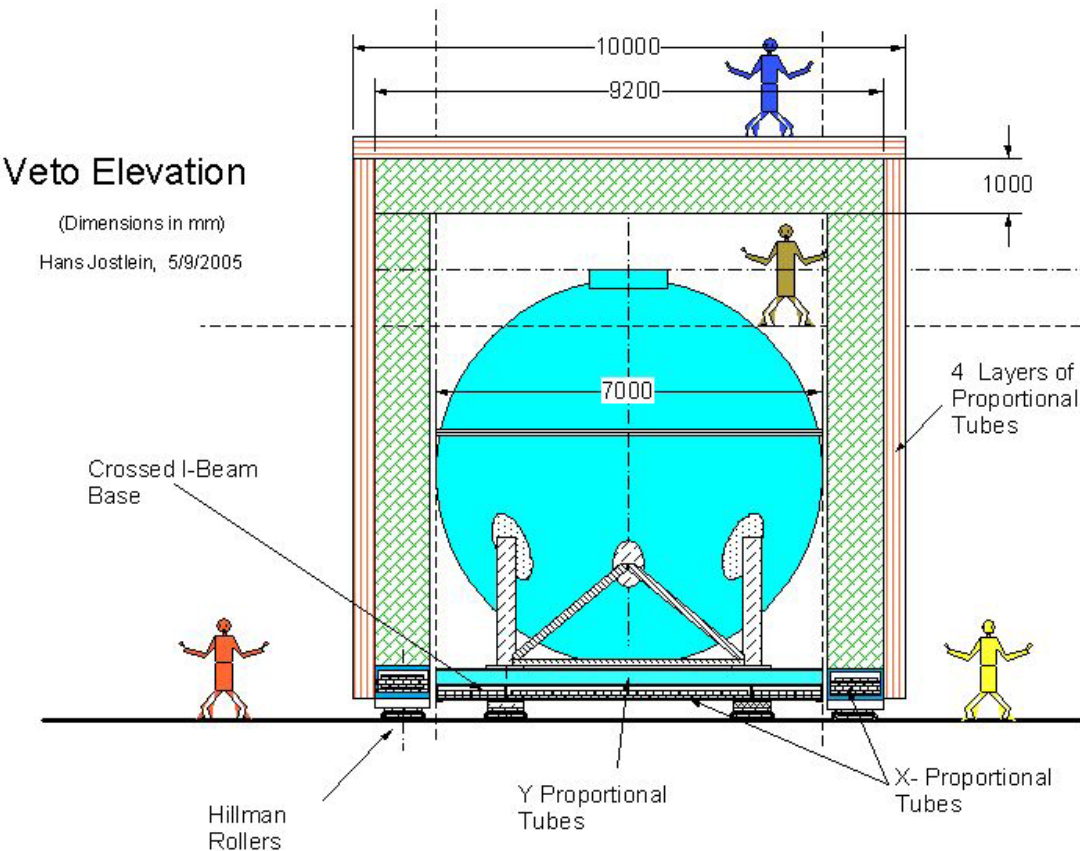 10000
9200
Veto Elevation
(Dimensions in mm)
Hans Jostlein, 5/9/2005
1000
7000
4 Layers of
Proportional
Tubes
Crossed I-Beam
Base
Hillman
Rollers
Y Proportional
Tubes
X- Proportional
Tubes